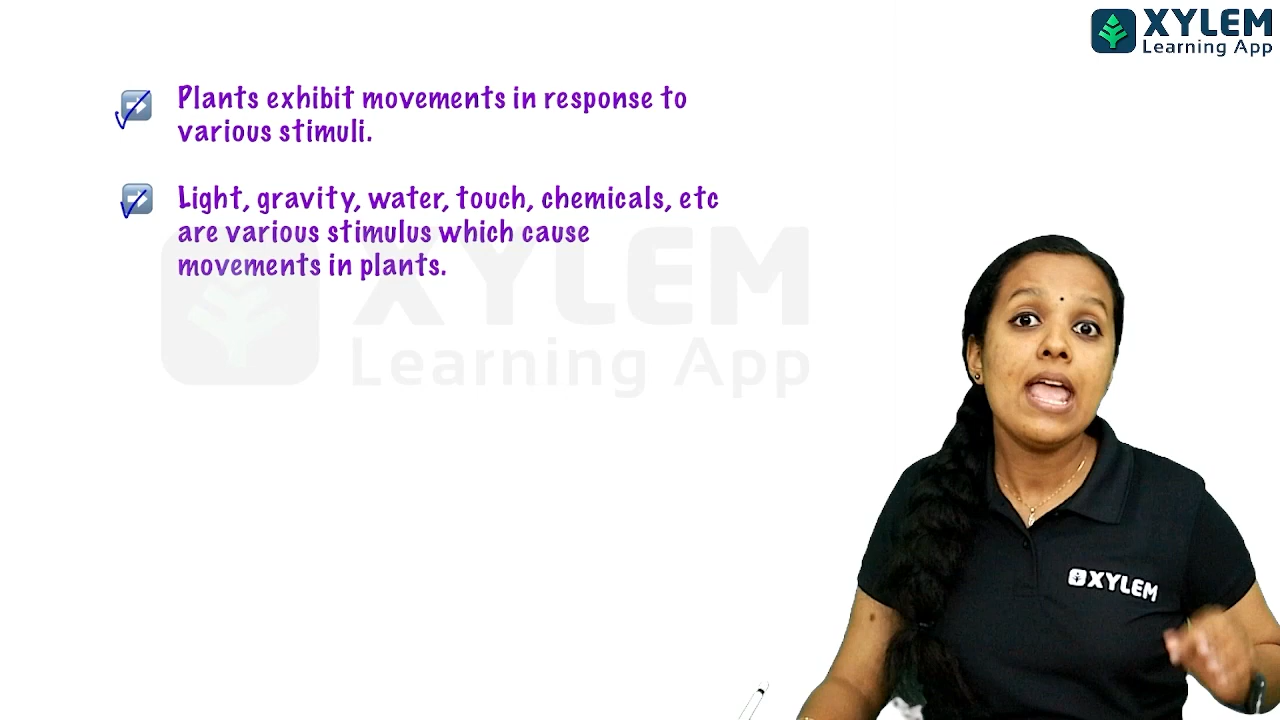 XYLEM
Learning App
Plants exhibit movements in response to
various stimuli.
Light, gravity, water, touch, chemicals, etc
are various stimulus which cause
movements in plants.
XYLEM
Learning App
XYLEM